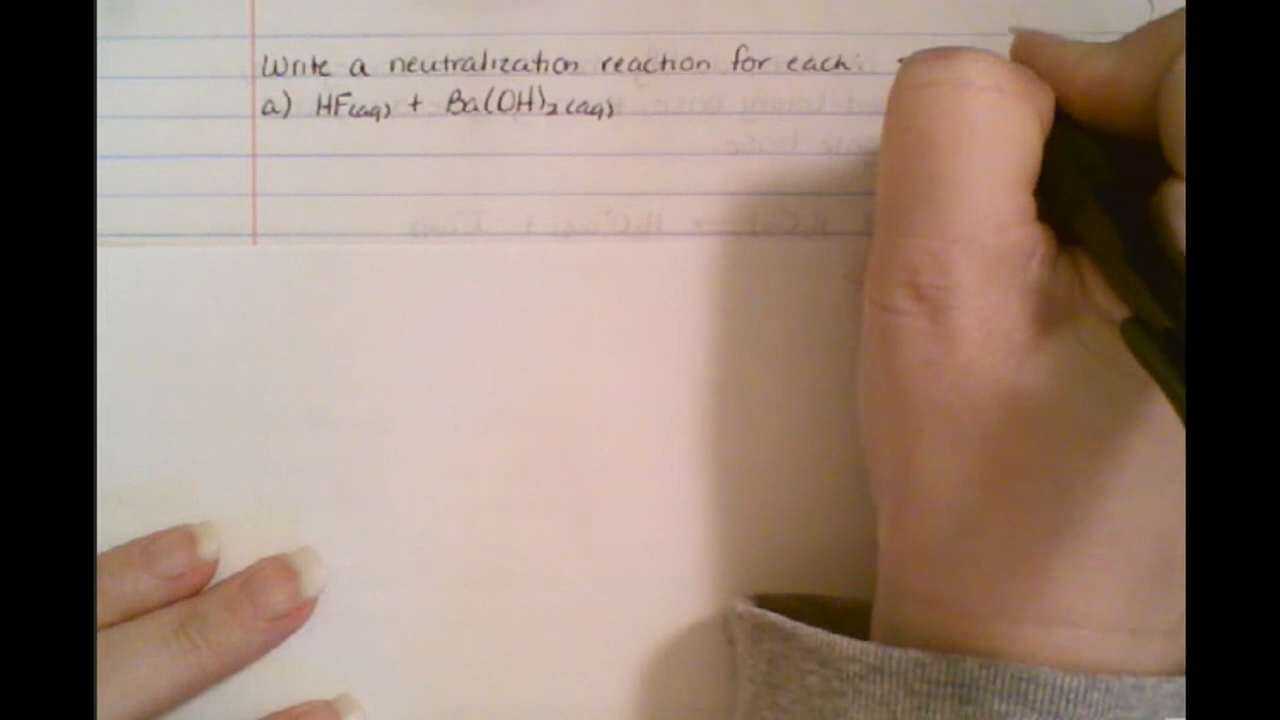 Write a neutralization reaction for each:
a) HF(aq) + Ba(OH)₂(aq)